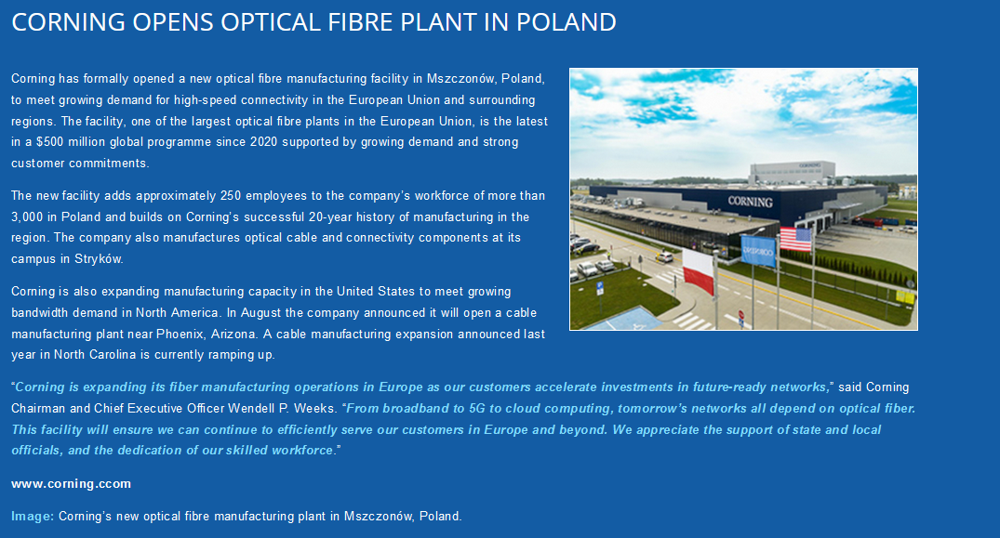 CORNING OPENS OPTICAL FIBRE PLANT IN POLAND
Corning has formally opened a new optical fibre manufacturing facility in Mszczonów, Poland,
to meet growing demand for high-speed connectivity in the European Union and surrounding
regions. The facility, one of the largest optical fibre plants in the European Union, is the latest
in a $500 million global programme since 2020 supported by growing demand and strong
customer commitments.
The new facility adds approximately 250 employees to the company’s workforce of more than
3,000 in Poland and builds on Corning’s successful 20-year history of manufacturing in the
region. The company also manufactures optical cable and connectivity components at its
campus in Stryków.
Corning is also expanding manufacturing capacity in the United States to meet growing
bandwidth demand in North America. In August the company announced it will open a cable
manufacturing plant near Phoenix, Arizona. A cable manufacturing expansion announced last
year in North Carolina is currently ramping up.
CORNING
CORNING
“Corning is expanding its fiber manufacturing operations in Europe as our customers accelerate investments in future-ready networks,” said Corning
Chairman and Chief Executive Officer Wendell P. Weeks. “From broadband to 5G to cloud computing, tomorrow’s networks all depend on optical fiber.
This facility will ensure we can continue to efficiently serve our customers in Europe and beyond. We appreciate the support of state and local
officials, and the dedication of our skilled workforce.”
www.corning.ccom
Image: Corning’s new optical fibre manufacturing plant in Mszczonów, Poland.